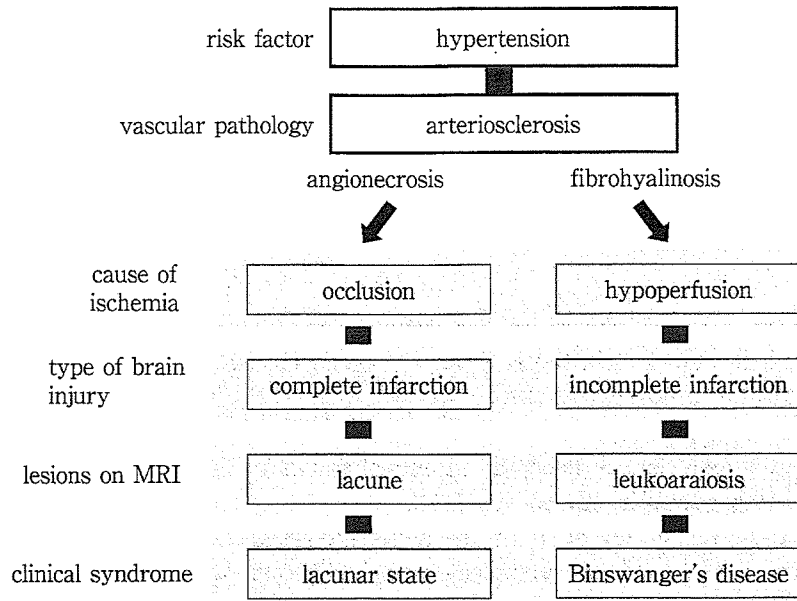 risk factor
hypertension
vascular pathology
arteriosclerosis
angionecrosis
fibrohyalinosis
cause of
ischemia
occlusion
hypoperfusion
type of brain
injury
complete infarction
incomplete infarction
lesions on MRI
lacune
leukoaraiosis
clinical syndrome
lacunar state
Binswanger's disease